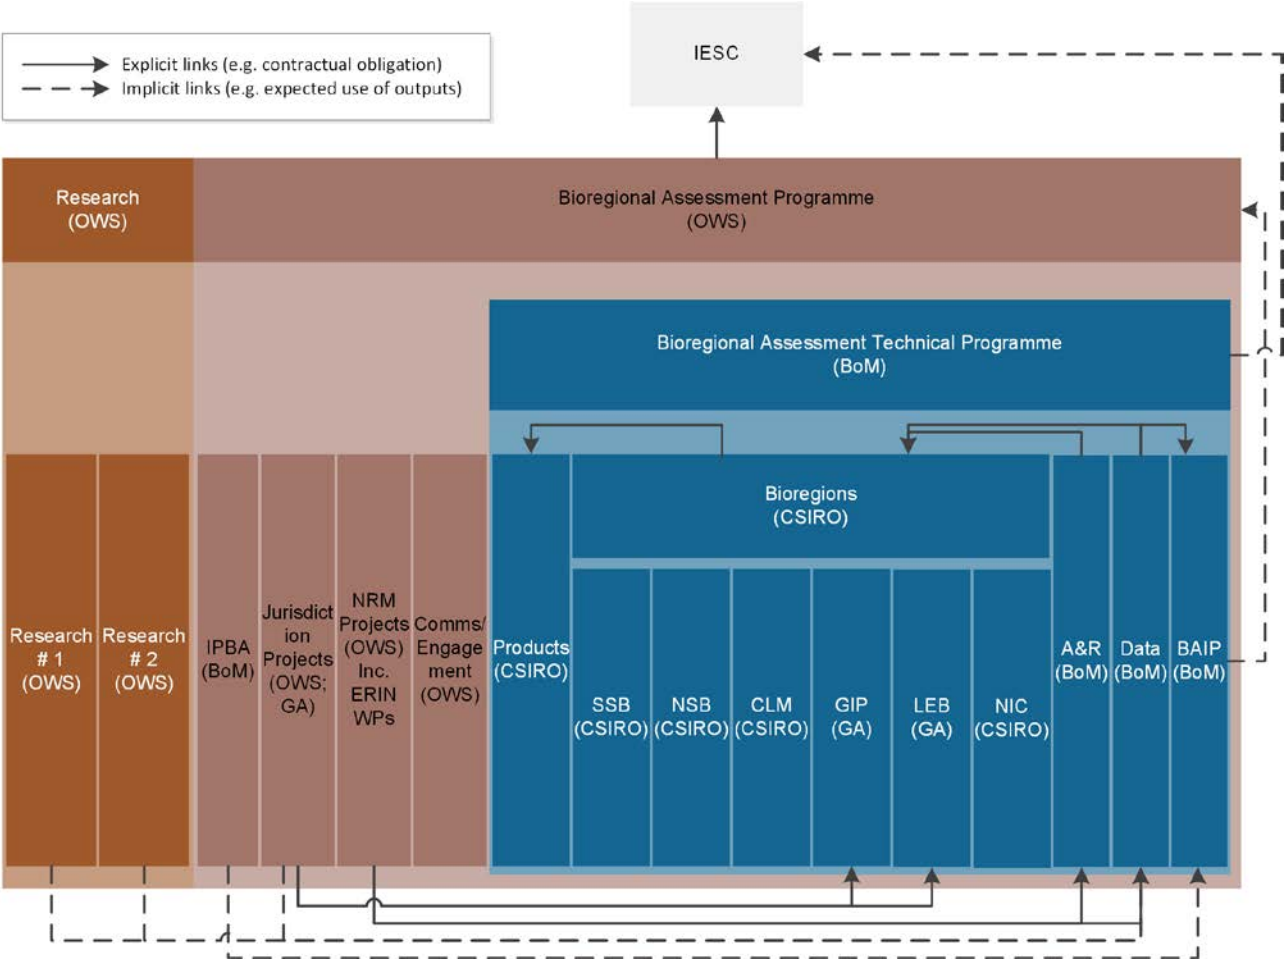 IESC
Explicit links (e.g. contractual obligation)
Implicit links (e.g. expected use of outputs)
Research
(OWS)
Bioregional Assessment Programme
(OWS)
Bioregional Assessment Technical Programme
(BoM)
Bioregions
(CSIRO)
Research
# 1
(OWS)
Research
# 2
(OWS)
IPBA
(BoM)
Jurisdict
ion
Projects
(OWS;
GA)
NRM
Projects
(OWS)
Inc.
ERIN
WPs
Comms/
Engage
ment
(OWS)
Products
(CSIRO)
SSB
(CSIRO)
NSB
(CSIRO)
CLM
(CSIRO)
GIP
(GA)
LEB
(GA)
NIC
(CSIRO)
A&R
(BoM)
Data
(BoM)
BAIP
(BoM)